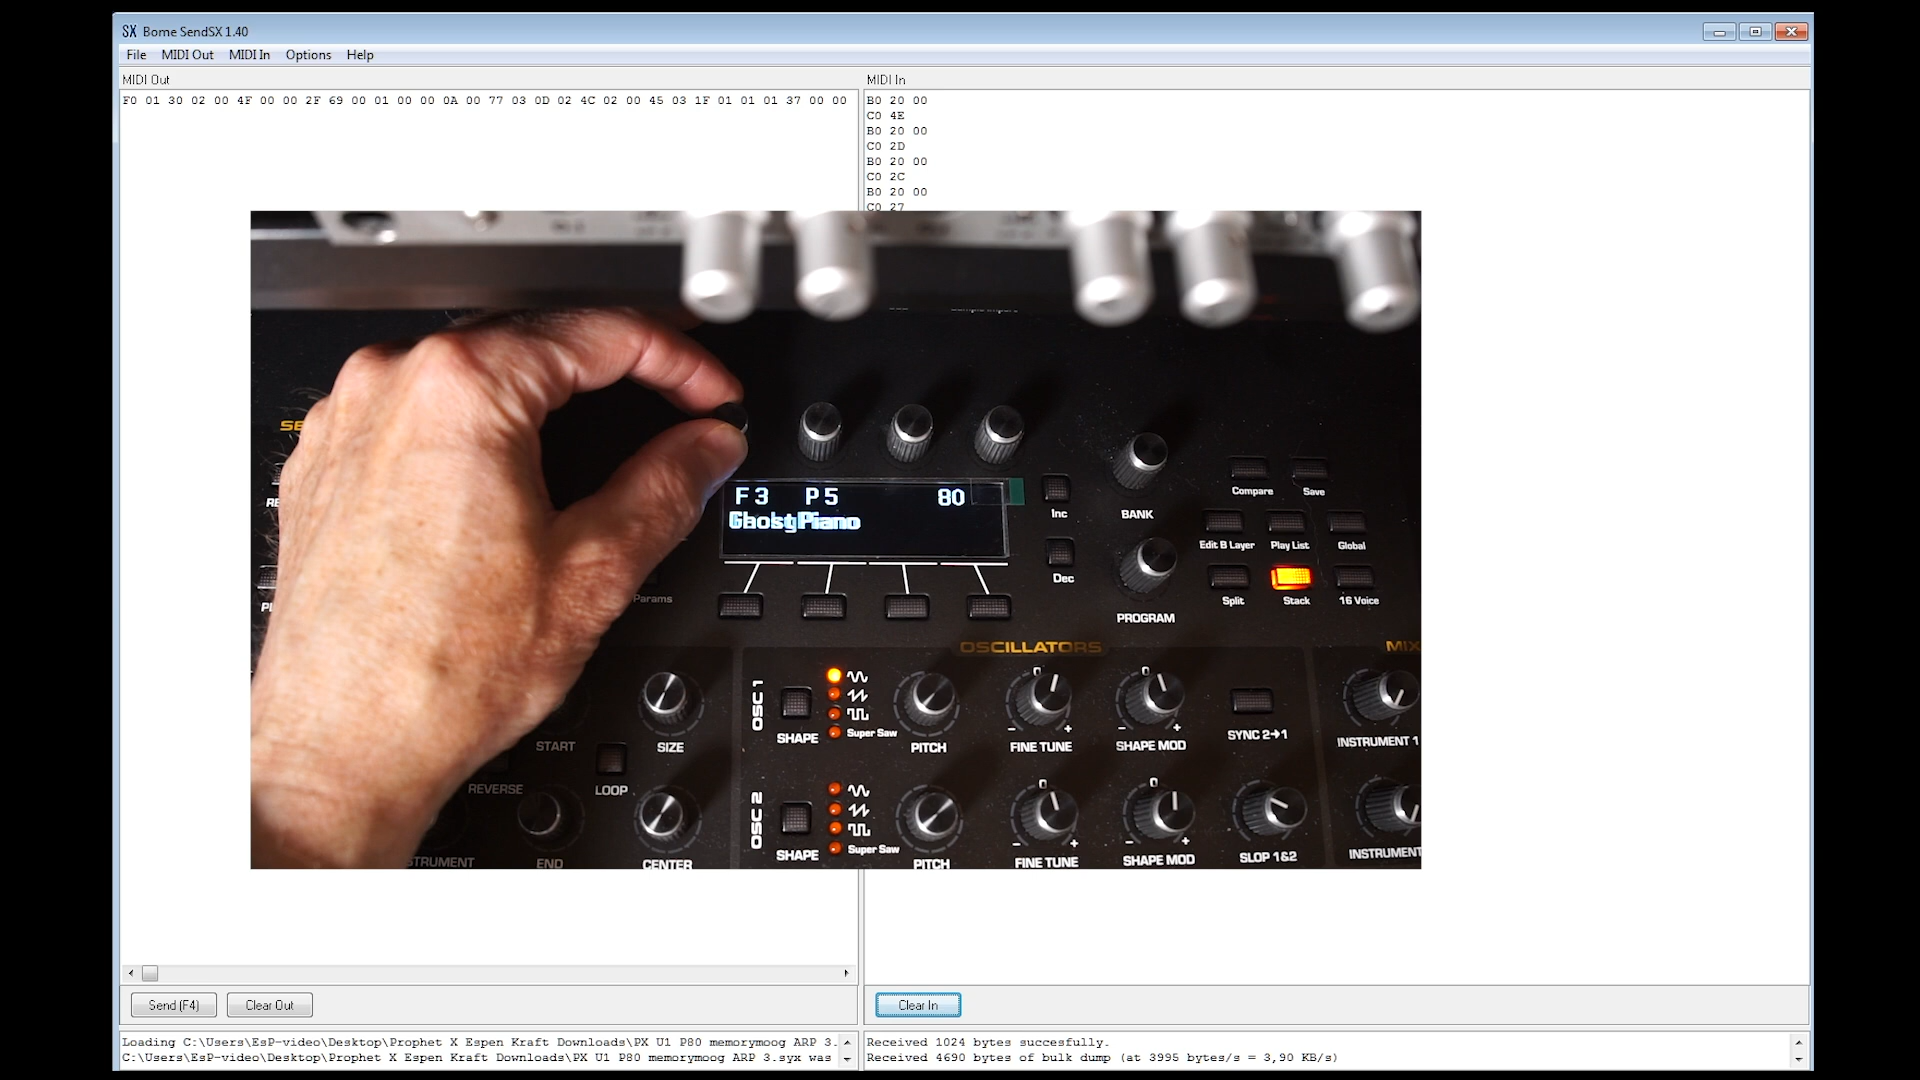 SX Bome SendSX 1.40
File MIDI Out MIDI In Options Help
MIDI Out
F0 01 30 02 00 4F 00 00 2F 69 00 01 00 00 0A 00 77 03 0D 02 4C 02 00 45 03 1F 01 01 01 37 00 00
MIDI In
B0 20 00
C0 4E
B0 20 00
C0 2D
B0 20 00
C0 2C
B0 20 00
C0 27
F3 P5 80
Piano
Inc
Dec
BANK
PROGRAM
Compare Save
Edit B Layer Play List Global
Split Stack 16 Voice
Params
OSCILLATORS
START
SIZE
REVERSE
LOOP
END
CENTER
OSC 1
SHAPE
Super Saw
PITCH
FINE TUNE
SHAPE MOD
SYNC 2→1
INSTRUMENT 1
OSC 2
SHAPE
Super Saw
PITCH
FINE TUNE
SHAPE MOD
SLOP 1&2
INSTRUMENT
Send (F4) Clear Out
Clear In
Loading C:\Users\EsP-video\Desktop\Prophet X Espen Kraft Downloads\PX U1 P80 memorymoog ARP 3.
C:\Users\EsP-video\Desktop\Prophet X Espen Kraft Downloads\PX U1 P80 memorymoog ARP 3.syx was
Received 1024 bytes succesfully.
Received 4690 bytes of bulk dump (at 3995 bytes/s = 3,90 KB/s)